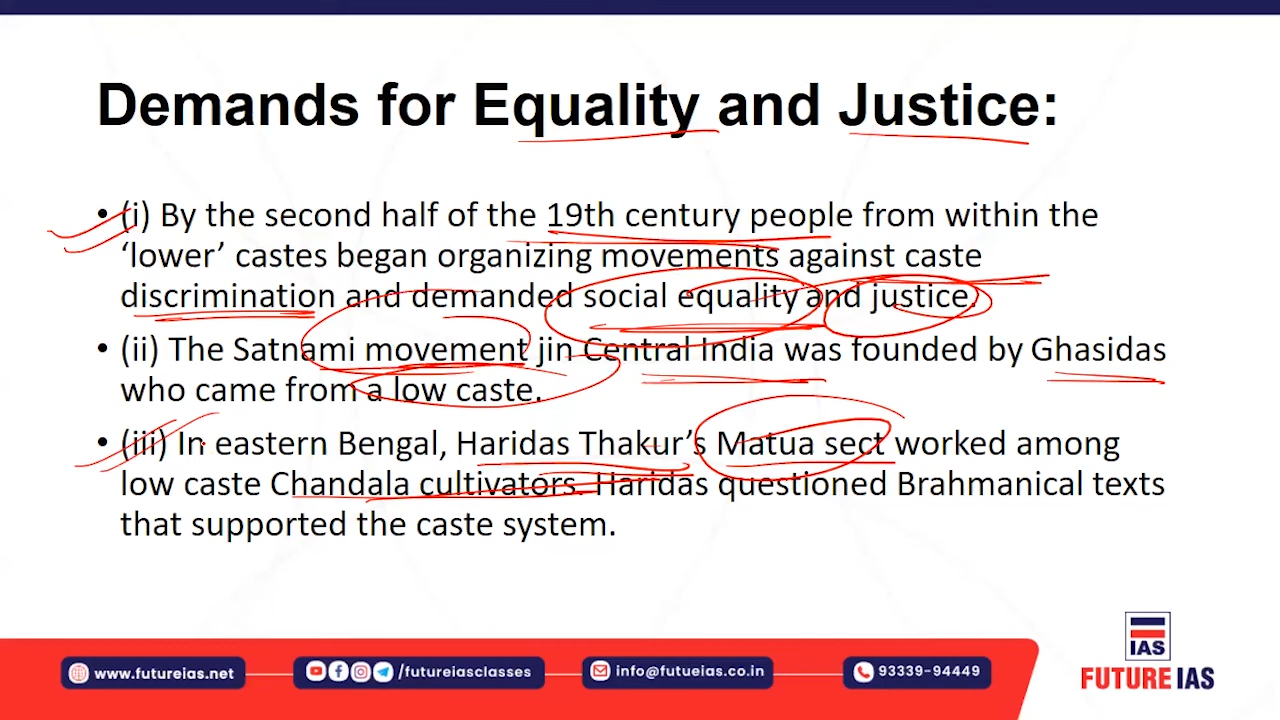 Demands for Equality and Justice:
• (i) By the second half of the 19th century people from within the
‘lower’ castes began organizing movements against caste
discrimination and demanded social equality and justice.
• (ii) The Satnami movement jin Central India was founded by Ghasidas
who came from a low caste.
• (iii) In eastern Bengal, Haridas Thakur’s Matua sect worked among
low caste Chandala cultivators. Haridas questioned Brahmanical texts
that supported the caste system.
IAS
FUTURE IAS
www.futureias.net
/futureiasclasses
info@futueias.co.in
93339-94449